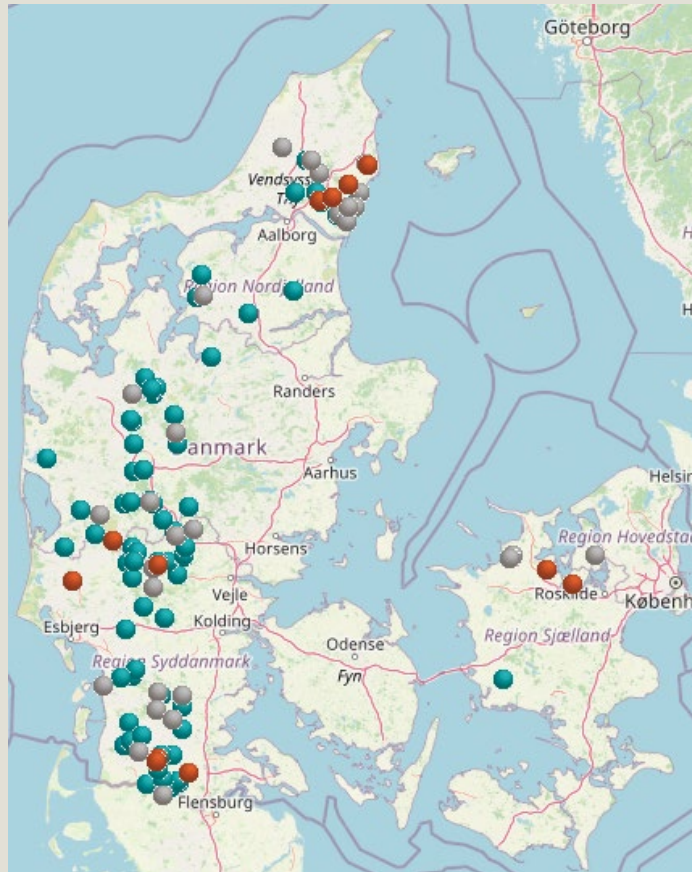 Göteborg
Vendsyss
Aalborg
Region Nordjylland
Randers
anmark
Aarhus
Helsin
Region Hovedsta
Horsens
Roskilde
Københ
Vejle
Esbjerg
Kolding
Odense
Region Sjælland
Region Syddanmark
Fyn
Flensburg